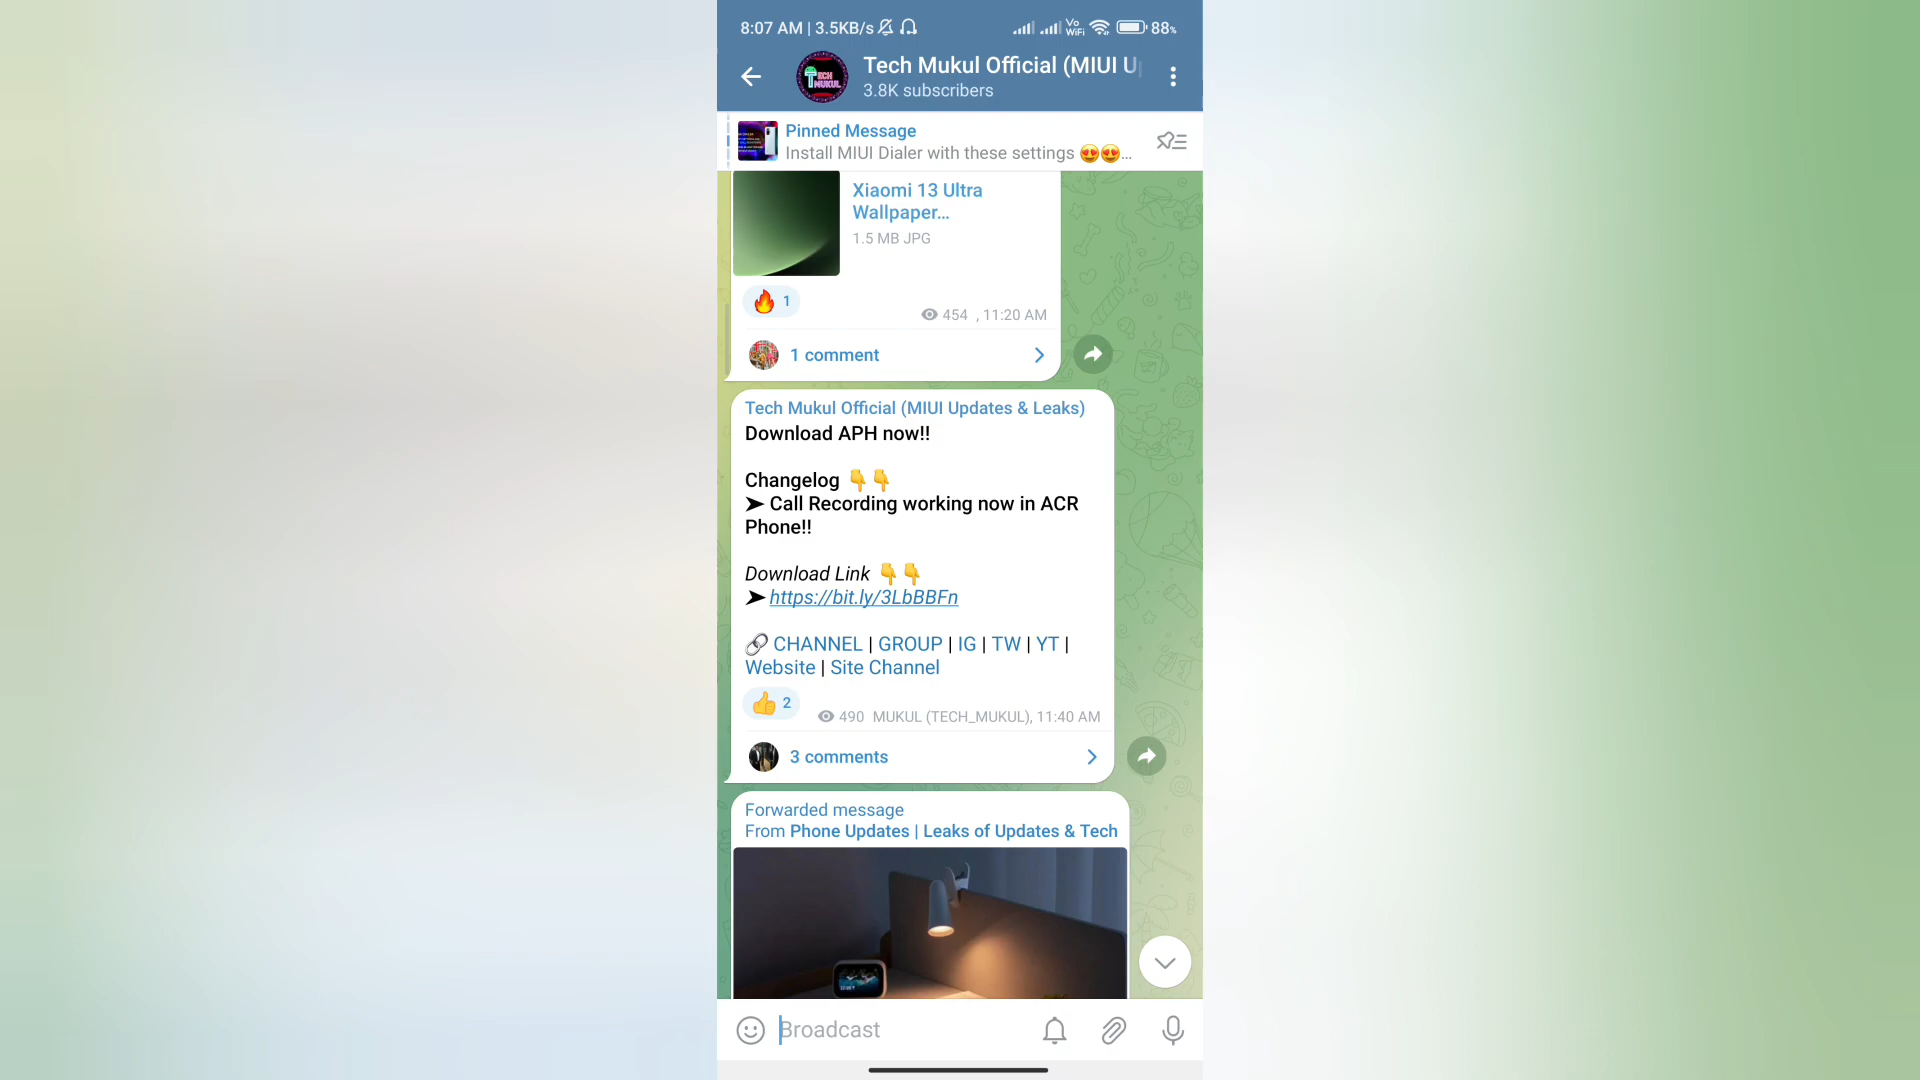 8:07 AM | 3.5KB/s
Vo
WiFi
88%
TECH
MUKUL
Tech Mukul Official (MIUI U
3.8K subscribers
Pinned Message
Install MIUI Dialer with these settings 😍😍...
Xiaomi 13 Ultra
Wallpaper...
1.5 MB JPG
🔥 1
454 , 11:20 AM
1 comment
Tech Mukul Official (MIUI Updates & Leaks)
Download APH now!!
Changelog 👇👇
➤ Call Recording working now in ACR
Phone!!
Download Link 👇👇
➤ https://bit.ly/3LbBBFn
🔗 CHANNEL | GROUP | IG | TW | YT |
Website | Site Channel
👍 2
490 MUKUL (TECH_MUKUL), 11:40 AM
3 comments
Forwarded message
From Phone Updates | Leaks of Updates & Tech
Broadcast